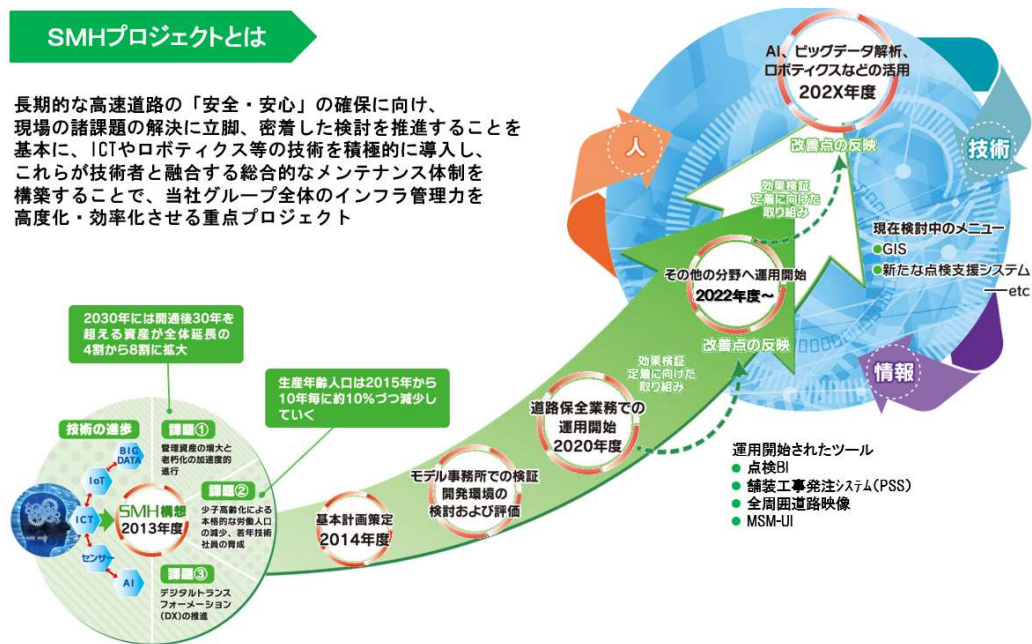 SMHプロジェクトとは
長期的な高速道路の「安全・安心」の確保に向け、
現場の諸課題の解決に立脚、密着した検討を推進することを
基本に、ICTやロボティクス等の技術を積極的に導入し、
これらが技術者と融合する総合的なメンテナンス体制を
構築することで、当社グループ全体のインフラ管理力を
高度化・効率化させる重点プロジェクト
2030年には開通後30年を
超える資産が全体延長の
4割から8割に拡大
生産年齢人口は2015年から
10年毎に約10%づつ減少し
ていく
技術の進歩
BIG
DATA
IoT
ICT
センサー
AI
SMH構想
2013年度
課題①
管理資産の増大と
老朽化の加速度的
進行
課題②
少子高齢化による
本格的な労働人口
の減少、若年技術
社員の育成
課題③
デジタルトランス
フォーメーション
(DX)の推進
基本計画策定
2014年度
モデル事務所での検証
開発環境の
検討および評価
道路保全業務での
運用開始
2020年度
効果検証
定着に向けた
取り組み
改善点の反映
その他の分野へ運用開始
2022年度～
効果検証
定着に向けた
取り組み
改善点の反映
AI、ビッグデータ解析、
ロボティクスなどの活用
202X年度
人
技術
情報
現在検討中のメニュー
●GIS
●新たな点検支援システム
――etc
運用開始されたツール
● 点検BI
● 舗装工事発注システム(PSS)
● 全周囲道路映像
● MSM-UI